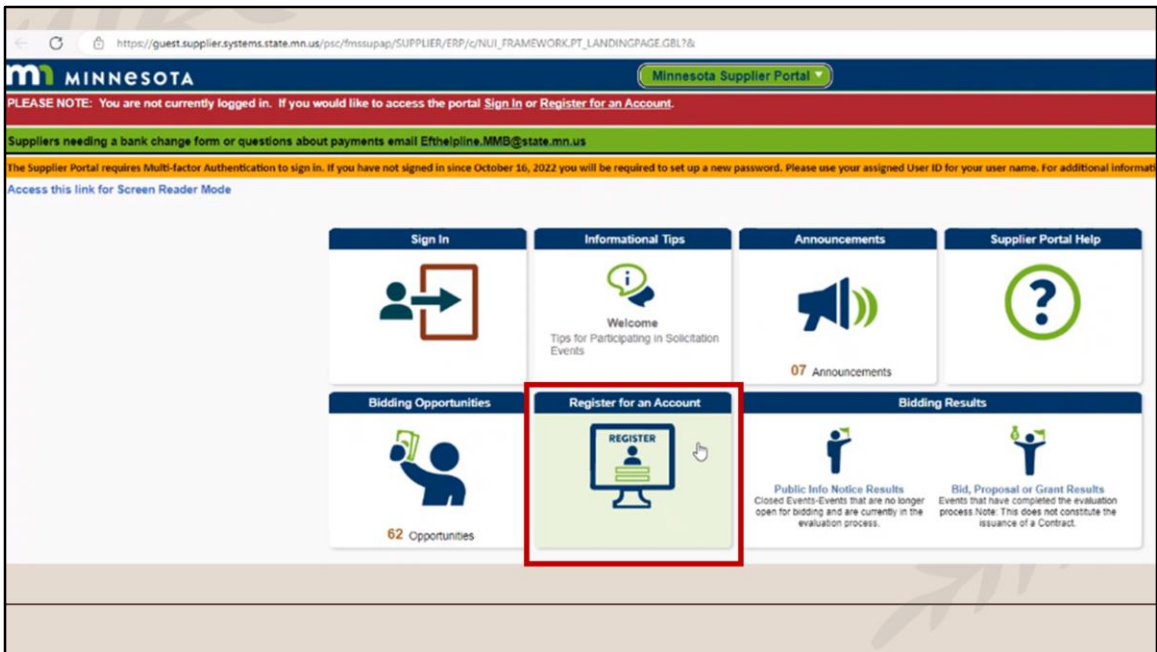 https://guest.supplier.systems.state.mn.us/psc/fmssupap/SUPPLIER/ERP/c/NUI_FRAMEWORK.PT_LANDINGPAGE.GBL?&
mn MINNESOTA
Minnesota Supplier Portal
PLEASE NOTE: You are not currently logged in. If you would like to access the portal Sign In or Register for an Account.
Suppliers needing a bank change form or questions about payments email Efthelpline.MMB@state.mn.us
The Supplier Portal requires Multi-factor Authentication to sign in. If you have not signed in since October 16, 2022 you will be required to set up a new password. Please use your assigned User ID for your user name. For additional informati
Access this link for Screen Reader Mode
Sign In
Informational Tips
Welcome
Tips for Participating in Solicitation
Events
Announcements
07 Announcements
Supplier Portal Help
?
Bidding Opportunities
62 Opportunities
Register for an Account
REGISTER
Bidding Results
Public Info Notice Results
Closed Events-Events that are no longer
open for bidding and are currently in the
evaluation process.
Bid, Proposal or Grant Results
Events that have completed the evaluation
process.Note: This does not constitute the
issuance of a Contract.